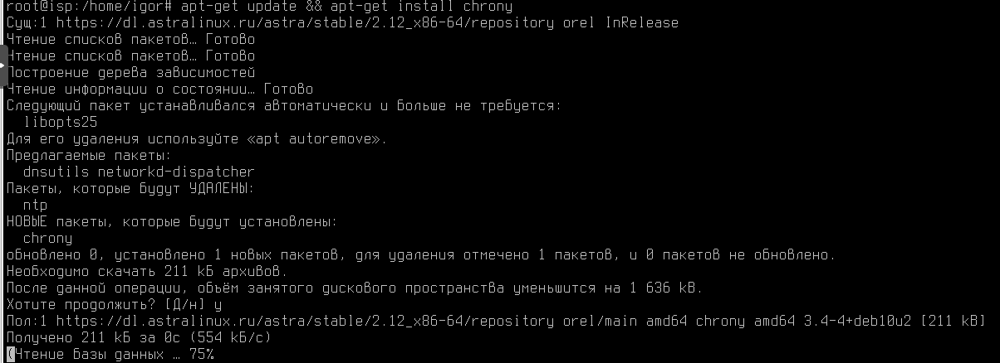 root@isp:/home/igor# apt-get update && apt-get install chrony
Сущ:1 https://dl.astralinux.ru/astra/stable/2.12_x86-64/repository orel InRelease
Чтение списков пакетов… Готово
Чтение списков пакетов… Готово
Построение дерева зависимостей
Чтение информации о состоянии… Готово
Следующий пакет устанавливался автоматически и больше не требуется:
libopts25
Для его удаления используйте «apt autoremove».
Предлагаемые пакеты:
dnsutils networkd-dispatcher
Пакеты, которые будут УДАЛЕНЫ:
ntp
НОВЫЕ пакеты, которые будут установлены:
chrony
обновлено 0, установлено 1 новых пакетов, для удаления отмечено 1 пакетов, и 0 пакетов не обновлено.
Необходимо скачать 211 kБ архивов.
После данной операции, объём занятого дискового пространства уменьшится на 1 636 kB.
Хотите продолжить? [Д/н] y
Пол:1 https://dl.astralinux.ru/astra/stable/2.12_x86-64/repository orel/main amd64 chrony amd64 3.4-4+deb10u2 [211 kB]
Получено 211 kБ за 0с (554 kБ/c)
(Чтение базы данных … 75%